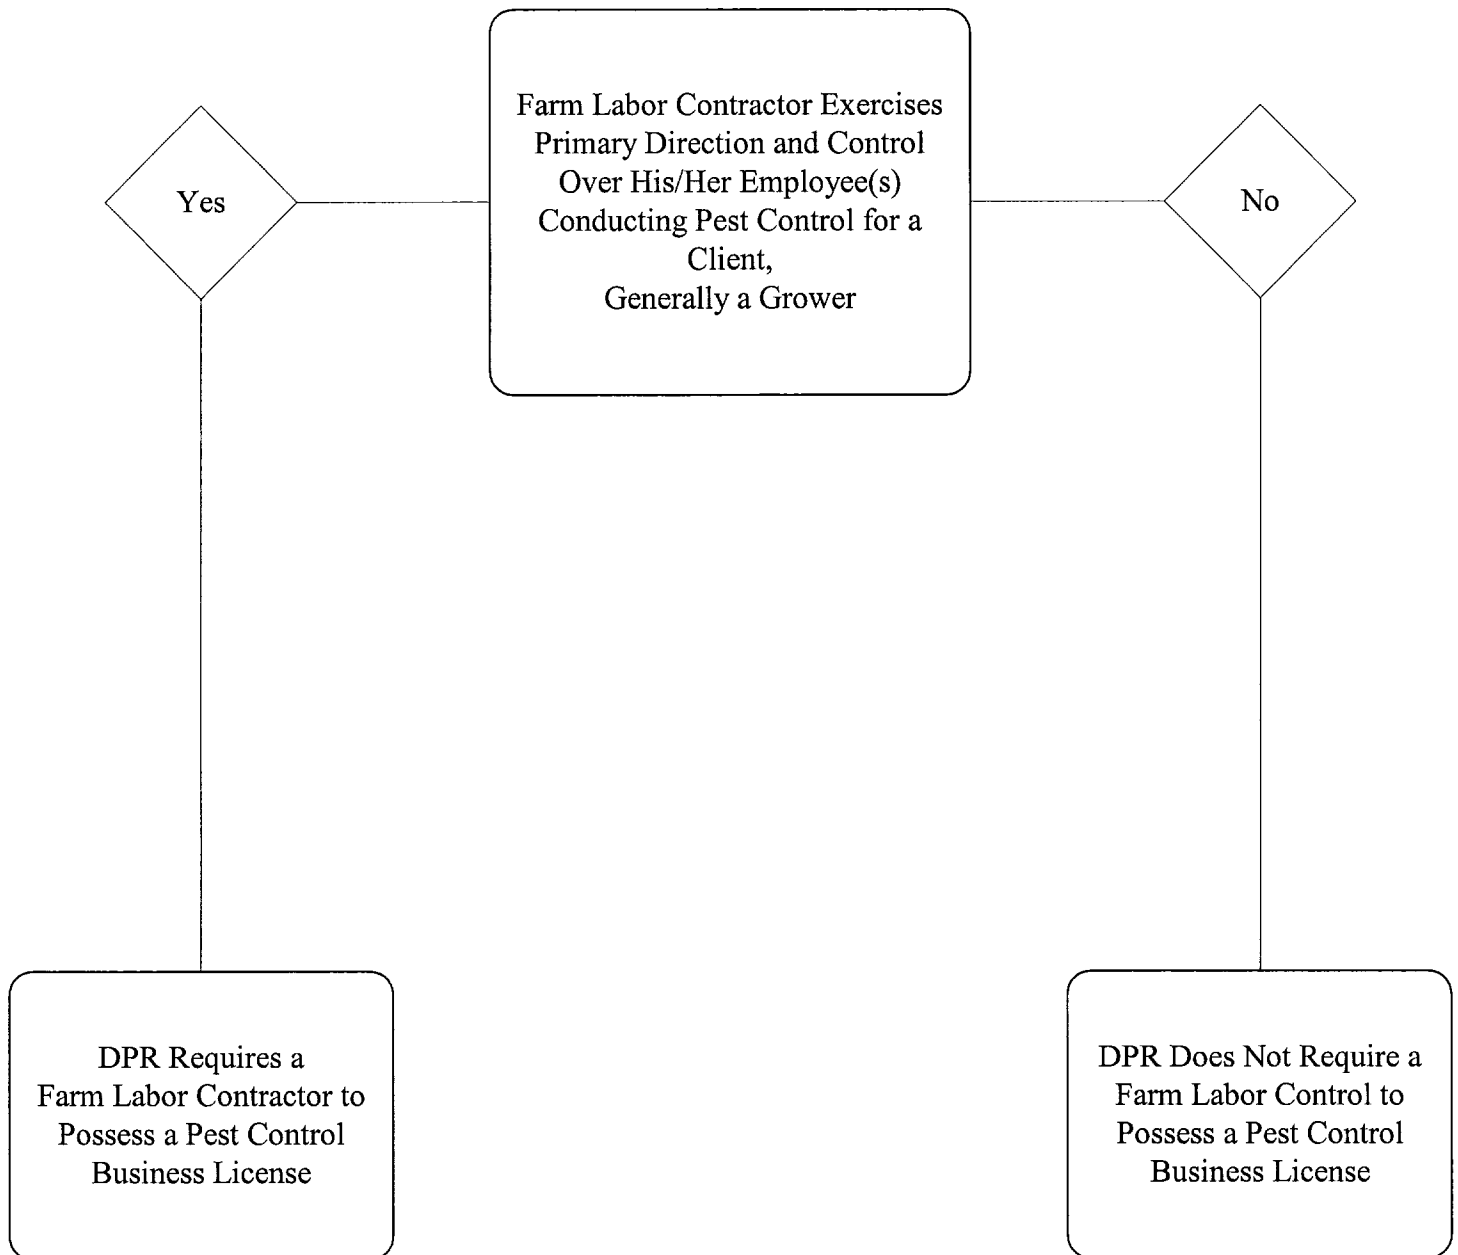 Farm Labor Contractor Exercises
Primary Direction and Control
Over His/Her Employee(s)
Conducting Pest Control for a
Client,
Generally a Grower
Yes
No
DPR Requires a
Farm Labor Contractor to
Possess a Pest Control
Business License
DPR Does Not Require a
Farm Labor Control to
Possess a Pest Control
Business License